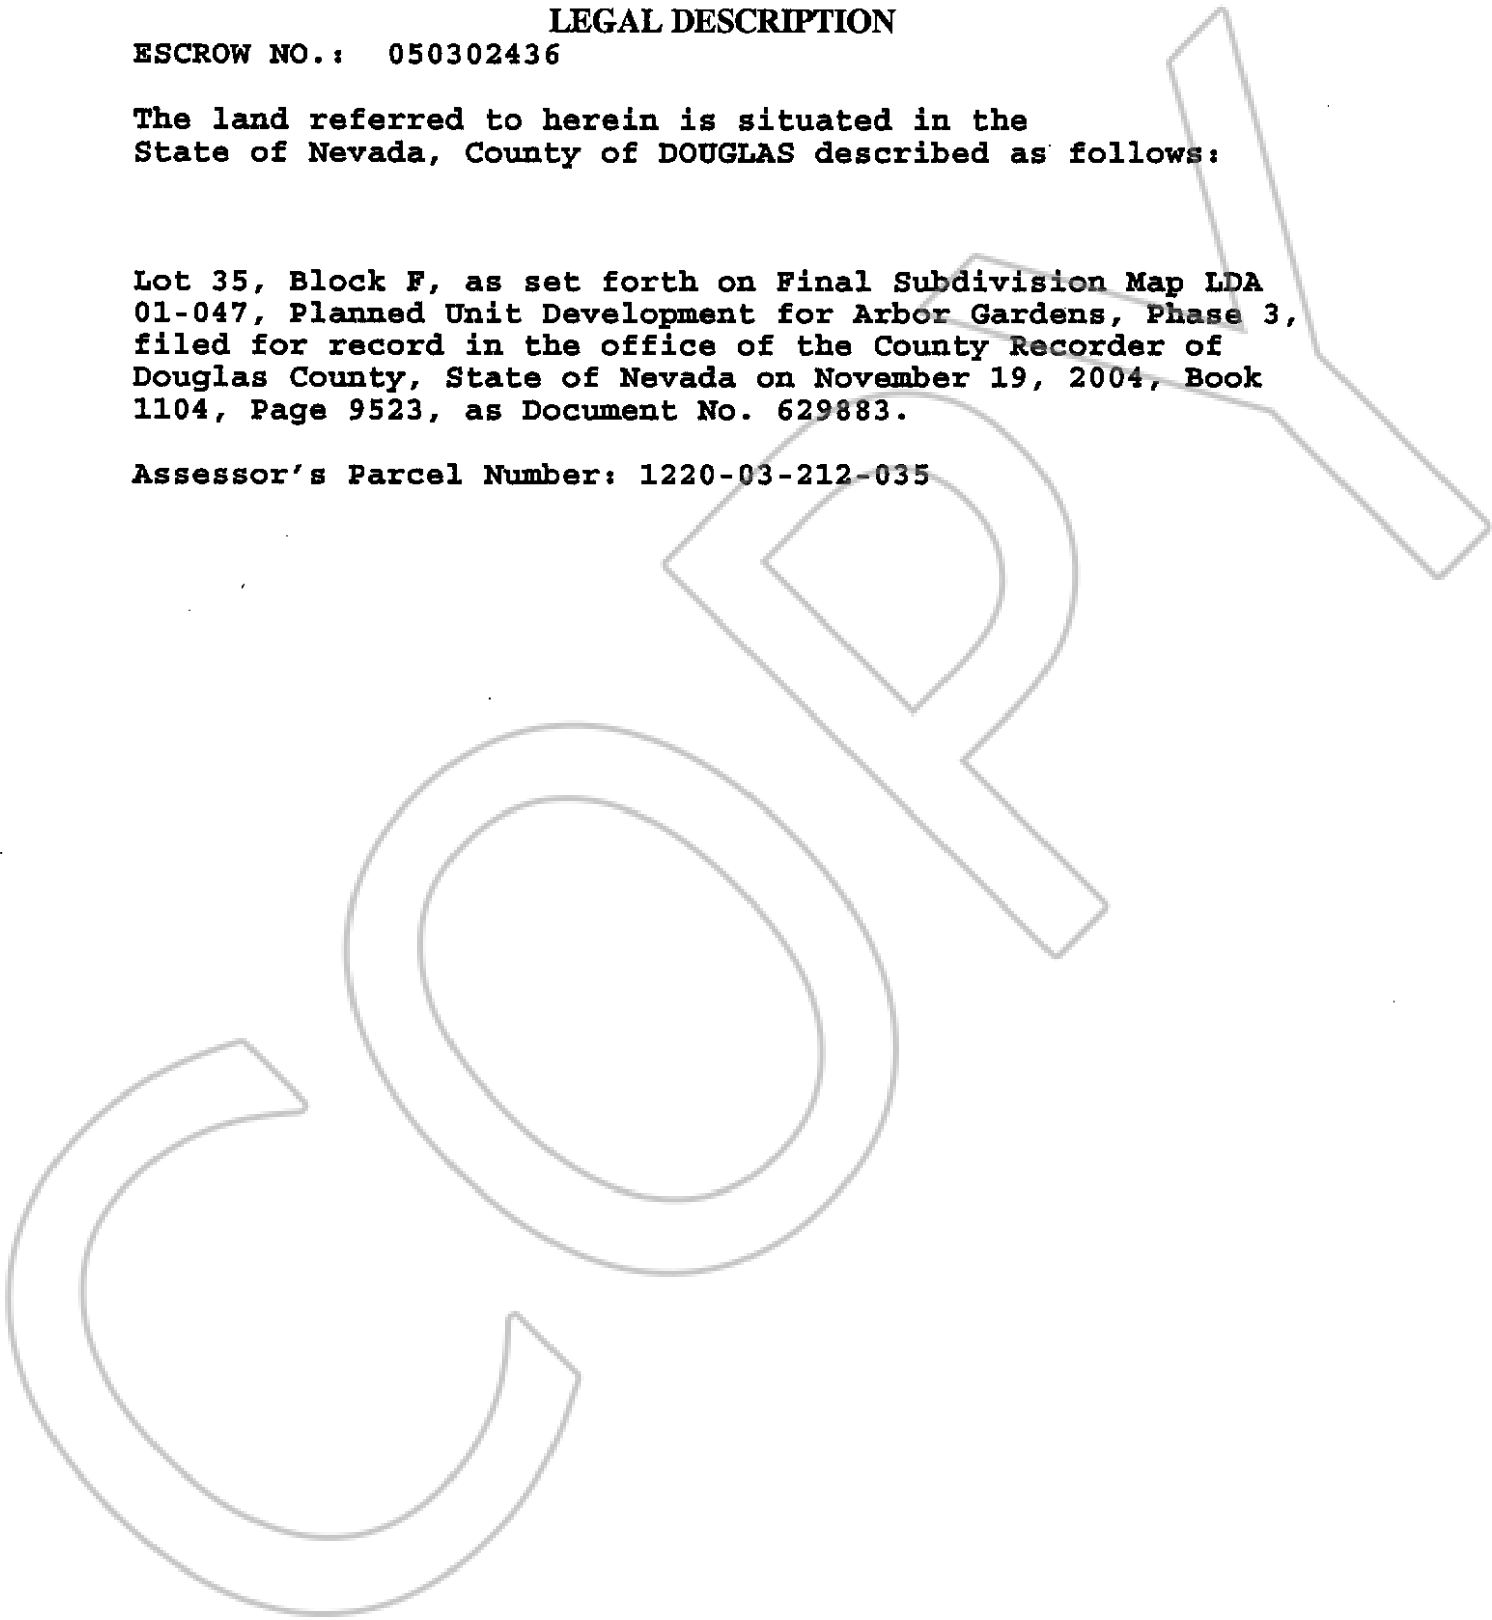 LEGAL DESCRIPTION
ESCROW NO.: 050302436
The land referred to herein is situated in the
State of Nevada, County of DOUGLAS described as follows:
Lot 35, Block F, as set forth on Final Subdivision Map LDA
01-047, Planned Unit Development for Arbor Gardens, Phase 3,
filed for record in the office of the County Recorder of
Douglas County, State of Nevada on November 19, 2004, Book
1104, Page 9523, as Document No. 629883.
Assessor's Parcel Number: 1220-03-212-035
COPY